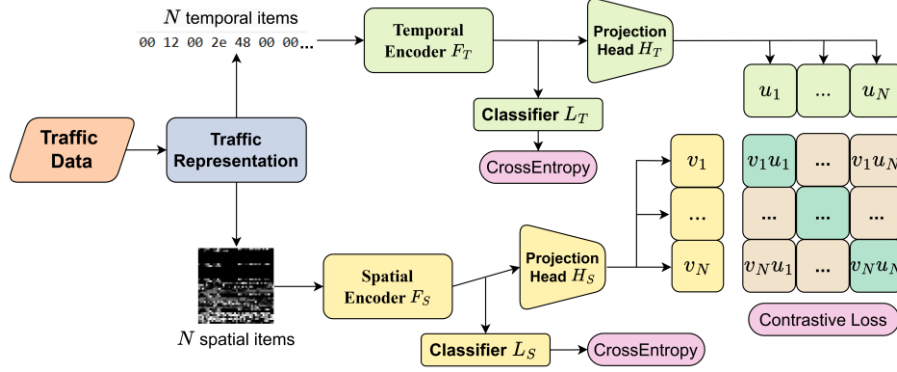 N temporal items
00 12 00 2e 48 00 00...
Temporal
Encoder F_T
Projection
Head H_T
u_1
...
u_N
Classifier L_T
CrossEntropy
Traffic
Data
Traffic
Representation
v_1
...
v_N
v_1u_1
...
v_1u_N
...
...
...
v_Nu_1
...
v_Nu_N
Spatial
Encoder F_S
Projection
Head H_S
N spatial items
Classifier L_S
CrossEntropy
Contrastive Loss